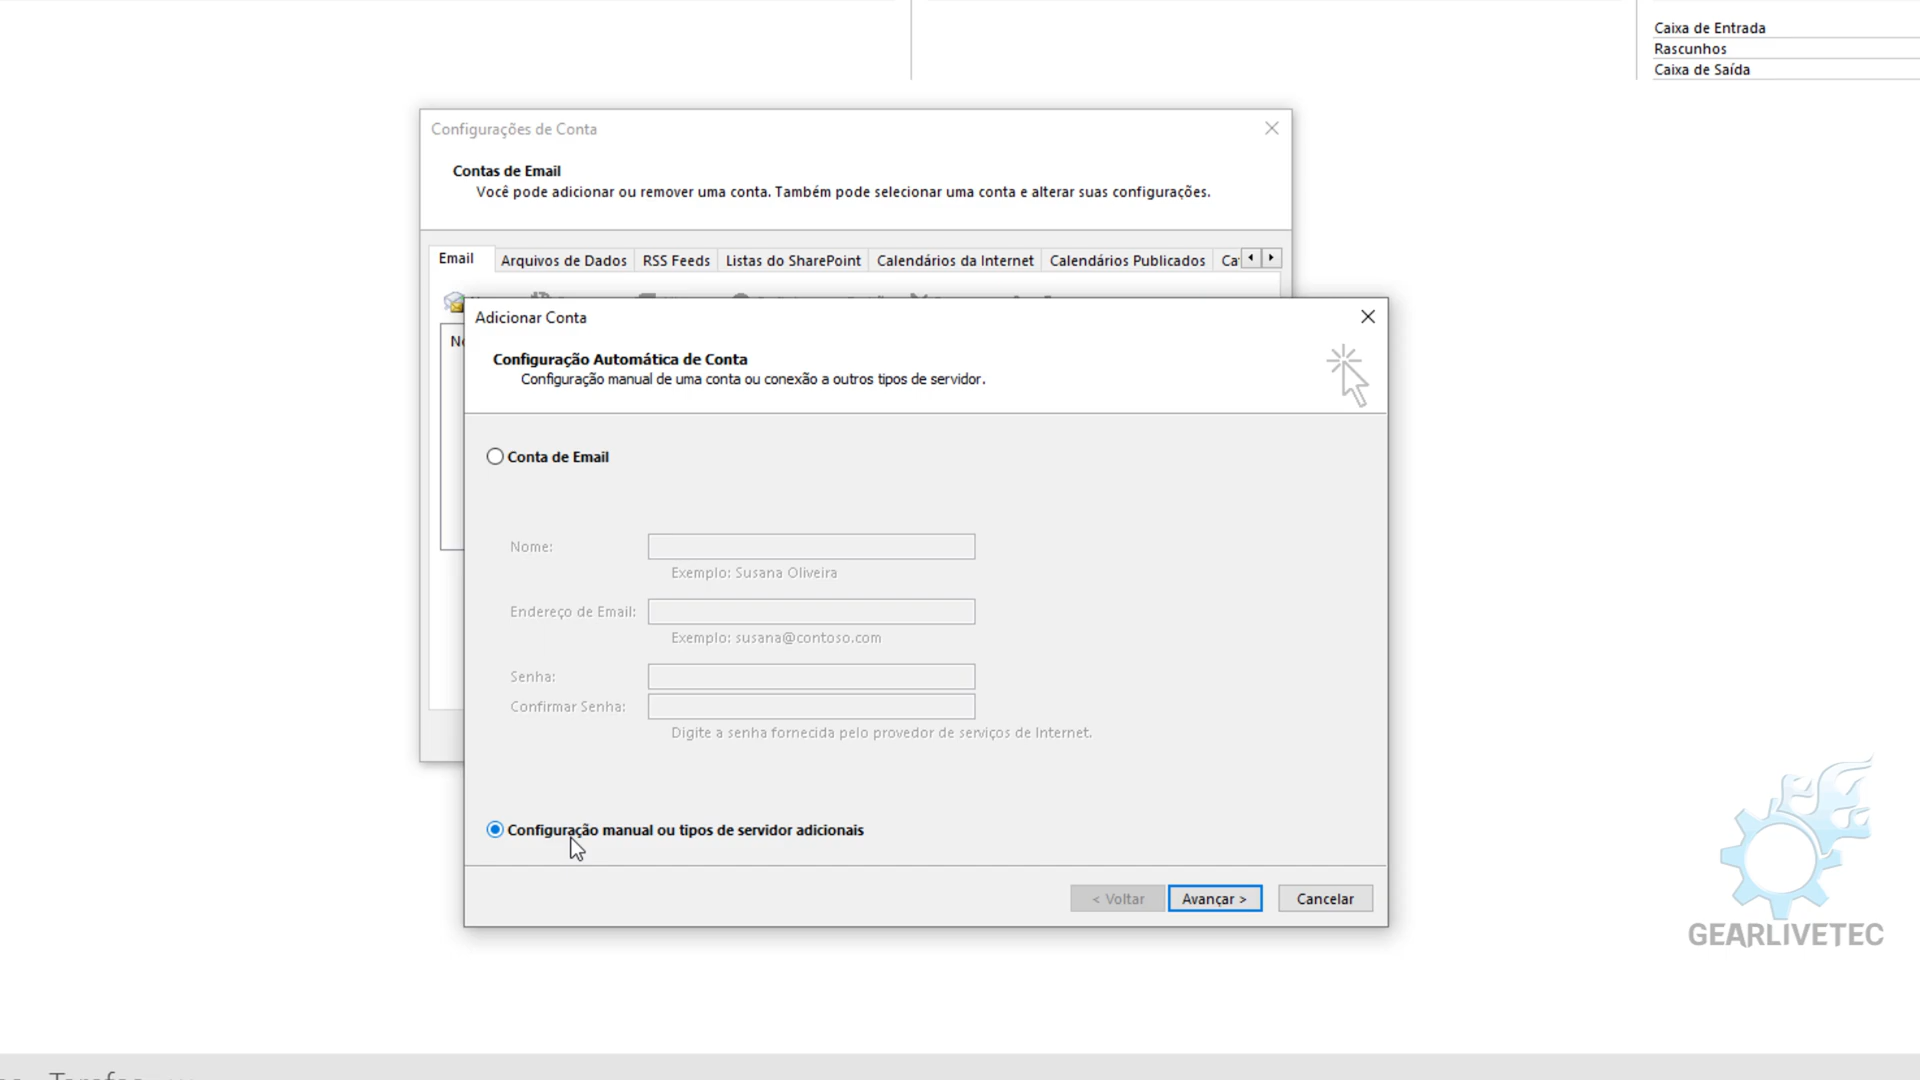 Caixa de Entrada
Rascunhos
Caixa de Saída
Configurações de Conta
Contas de Email
Você pode adicionar ou remover uma conta. Também pode selecionar uma conta e alterar suas configurações.
Email Arquivos de Dados RSS Feeds Listas do SharePoint Calendários da Internet Calendários Publicados
Adicionar Conta
Configuração Automática de Conta
Configuração manual de uma conta ou conexão a outros tipos de servidor.
Conta de Email
Nome:
Exemplo: Susana Oliveira
Endereço de Email:
Exemplo: susana@contoso.com
Senha:
Confirmar Senha:
Digite a senha fornecida pelo provedor de serviços de Internet.
Configuração manual ou tipos de servidor adicionais
< Voltar Avançar > Cancelar
GEARLIVETEC